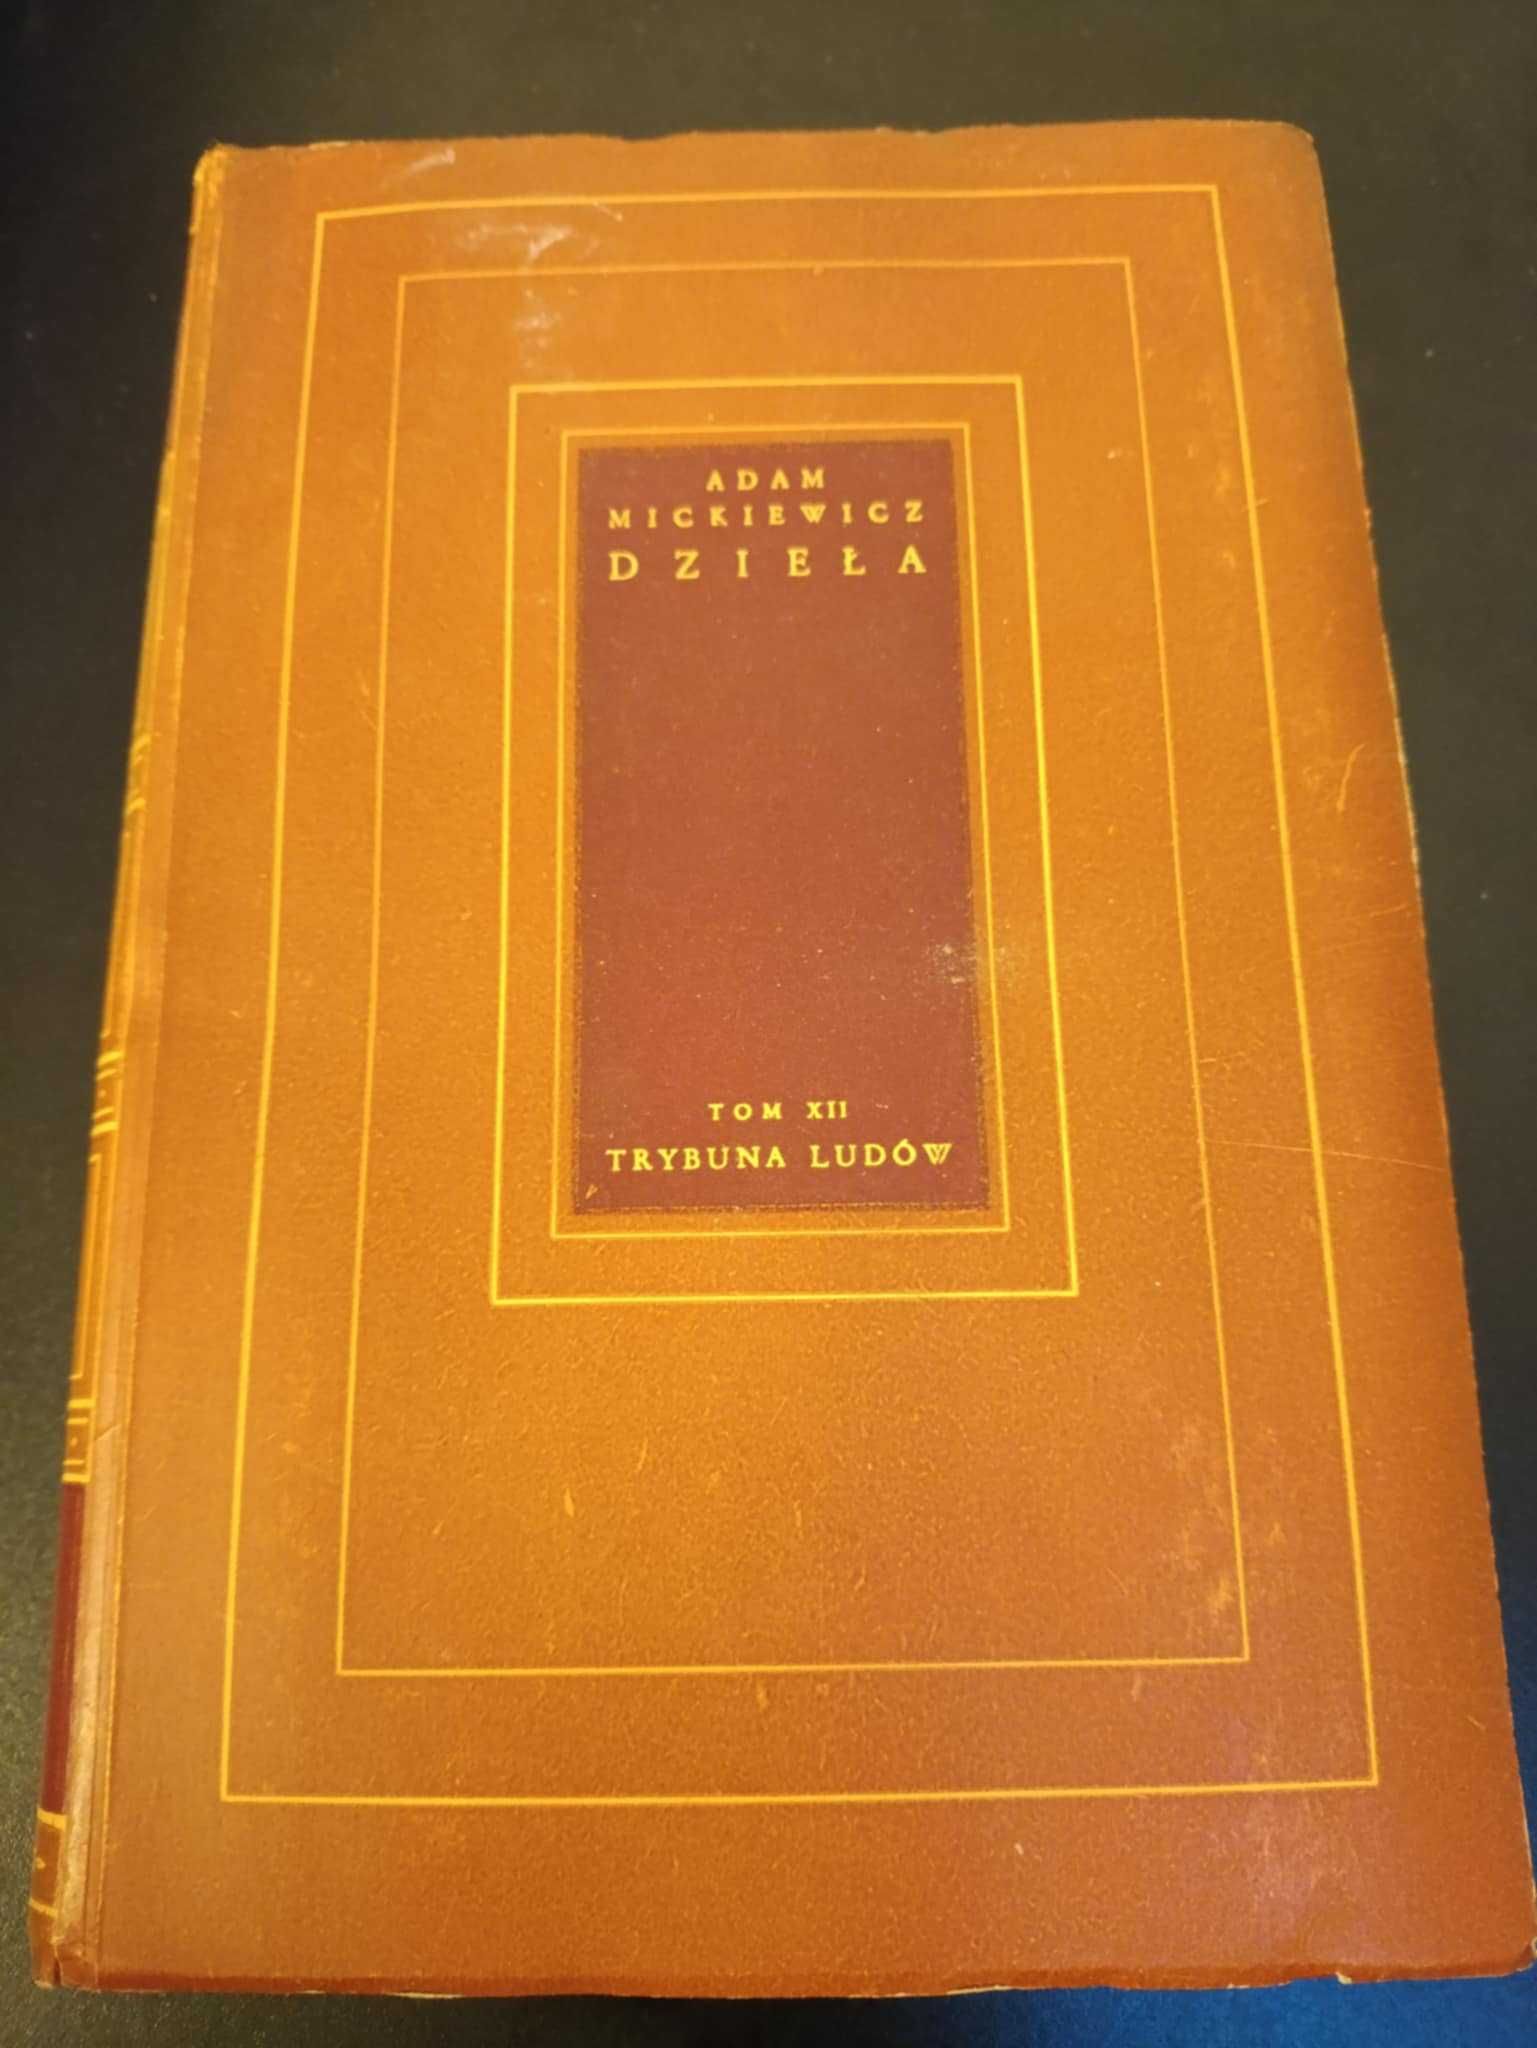 ADAM
MICKIEWICZ
DZIEŁA
TOM XII
TRYBUNA LUDÓW